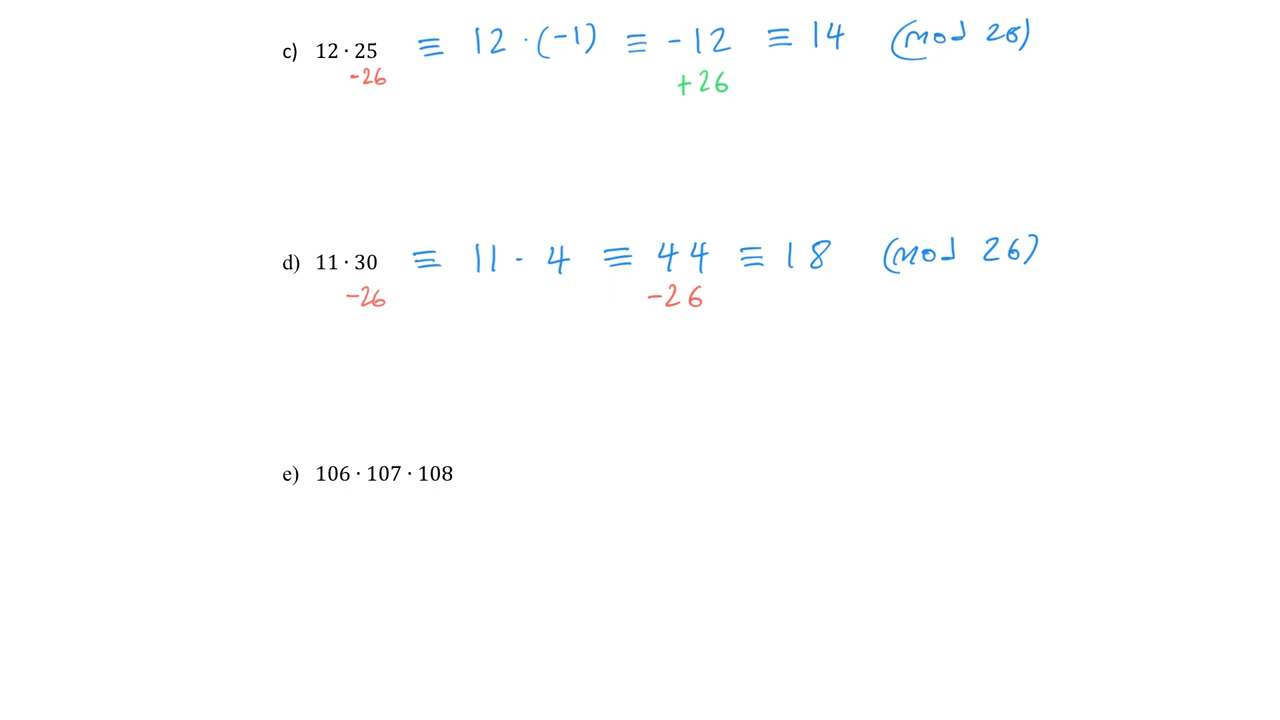 c) 12 · 25 ≡ 12 · (-1) ≡ -12 ≡ 14 (mod 26)
-26 +26
d) 11 · 30 ≡ 11 · 4 ≡ 44 ≡ 18 (mod 26)
-26 -26
e) 106 · 107 · 108